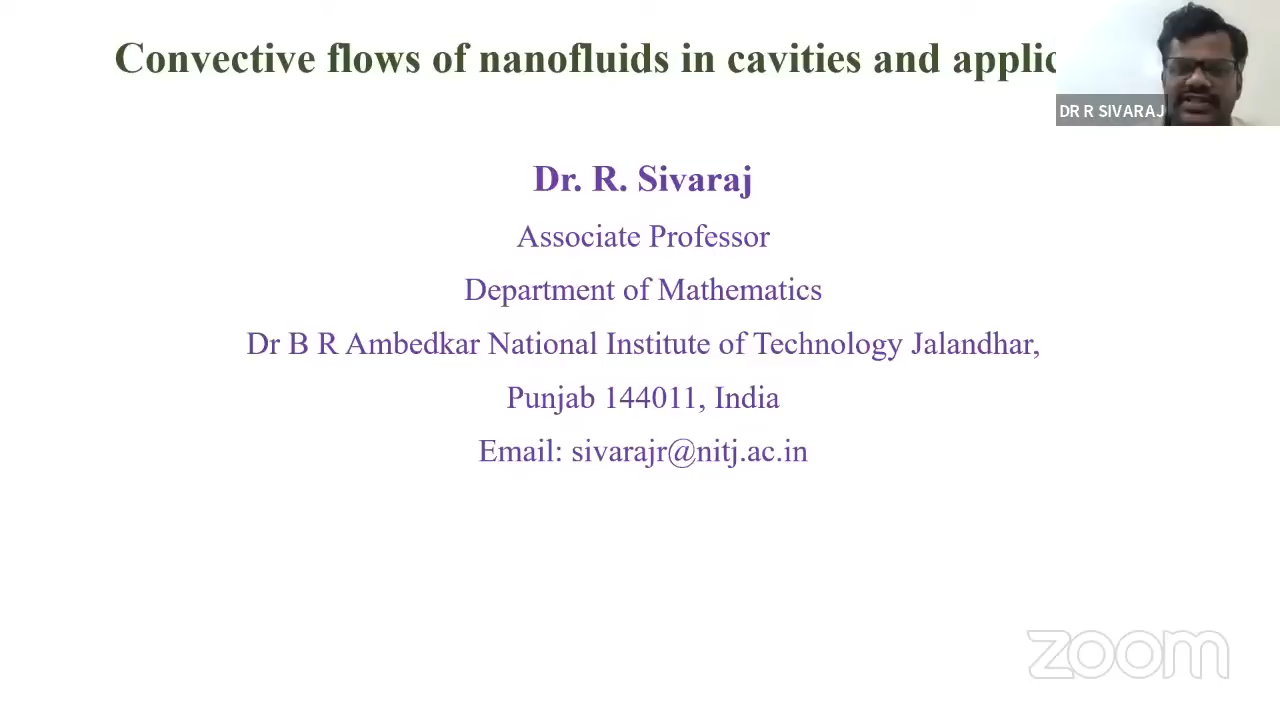 Convective flows of nanofluids in cavities and applic
DR R SIVARAJ
Dr. R. Sivaraj
Associate Professor
Department of Mathematics
Dr B R Ambedkar National Institute of Technology Jalandhar,
Punjab 144011, India
Email: sivarajr@nitj.ac.in
zoom